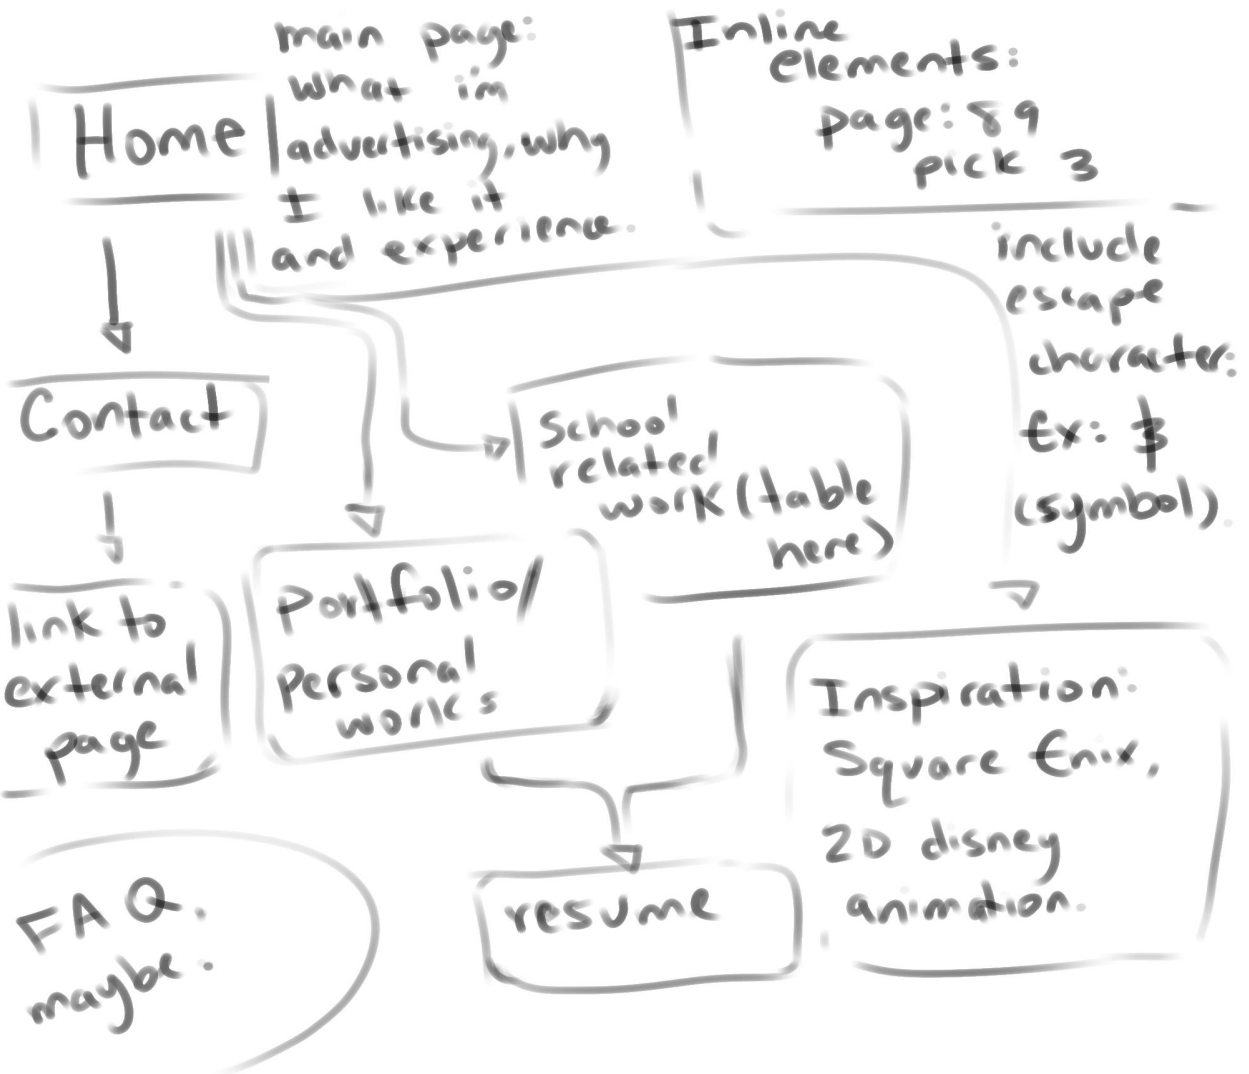 main page:
what im
advertising, why
I like it
and experience.
Home
Inline
elements:
page: 89
pick 3
include
escape
character:
Ex: $
(symbol)
Contact
School
related
work (table
here)
link to
external
page
portfolio/
personal
works
Inspiration:
Square Enix,
2D disney
animation.
resume
FAQ.
maybe.